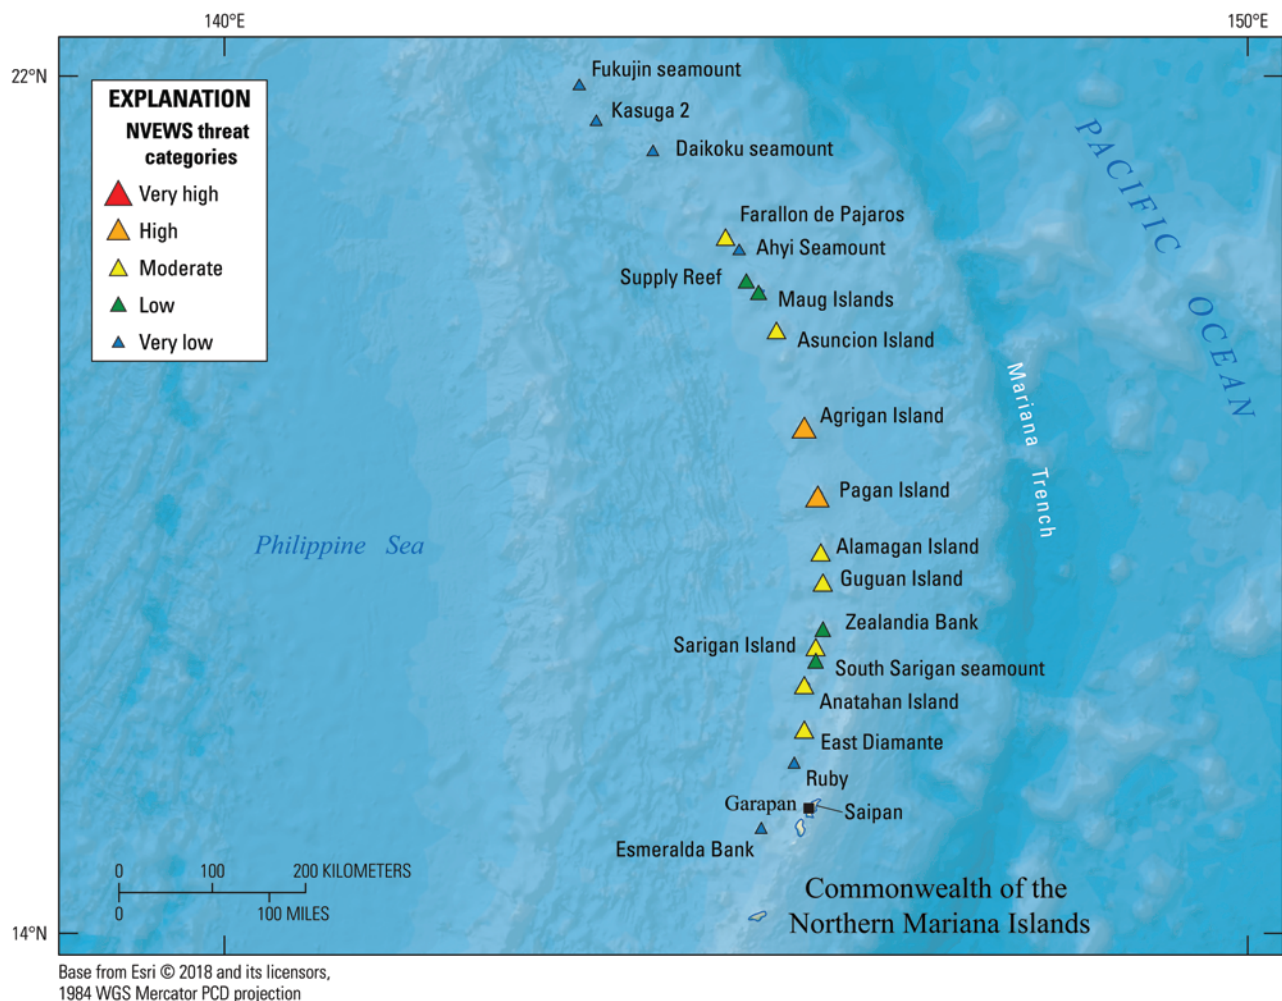 140°E
150°E
22°N
EXPLANATION
NVEWS threat
categories
Very high
High
Moderate
Low
Very low
Fukujin seamount
Kasuga 2
Daikoku seamount
Farallon de Pajaros
Ahyi Seamount
Supply Reef
Maug Islands
Asuncion Island
Agrigan Island
Pagan Island
Alamagan Island
Guguan Island
Zealandia Bank
Sarigan Island
South Sarigan seamount
Anatahan Island
East Diamante
Ruby
Garapan
Saipan
Esmeralda Bank
PACIFIC
OCEAN
Mariana Trench
Philippine Sea
0 100 200 KILOMETERS
0 100 MILES
Commonwealth of the
Northern Mariana Islands
14°N
Base from Esri © 2018 and its licensors,
1984 WGS Mercator PCD projection